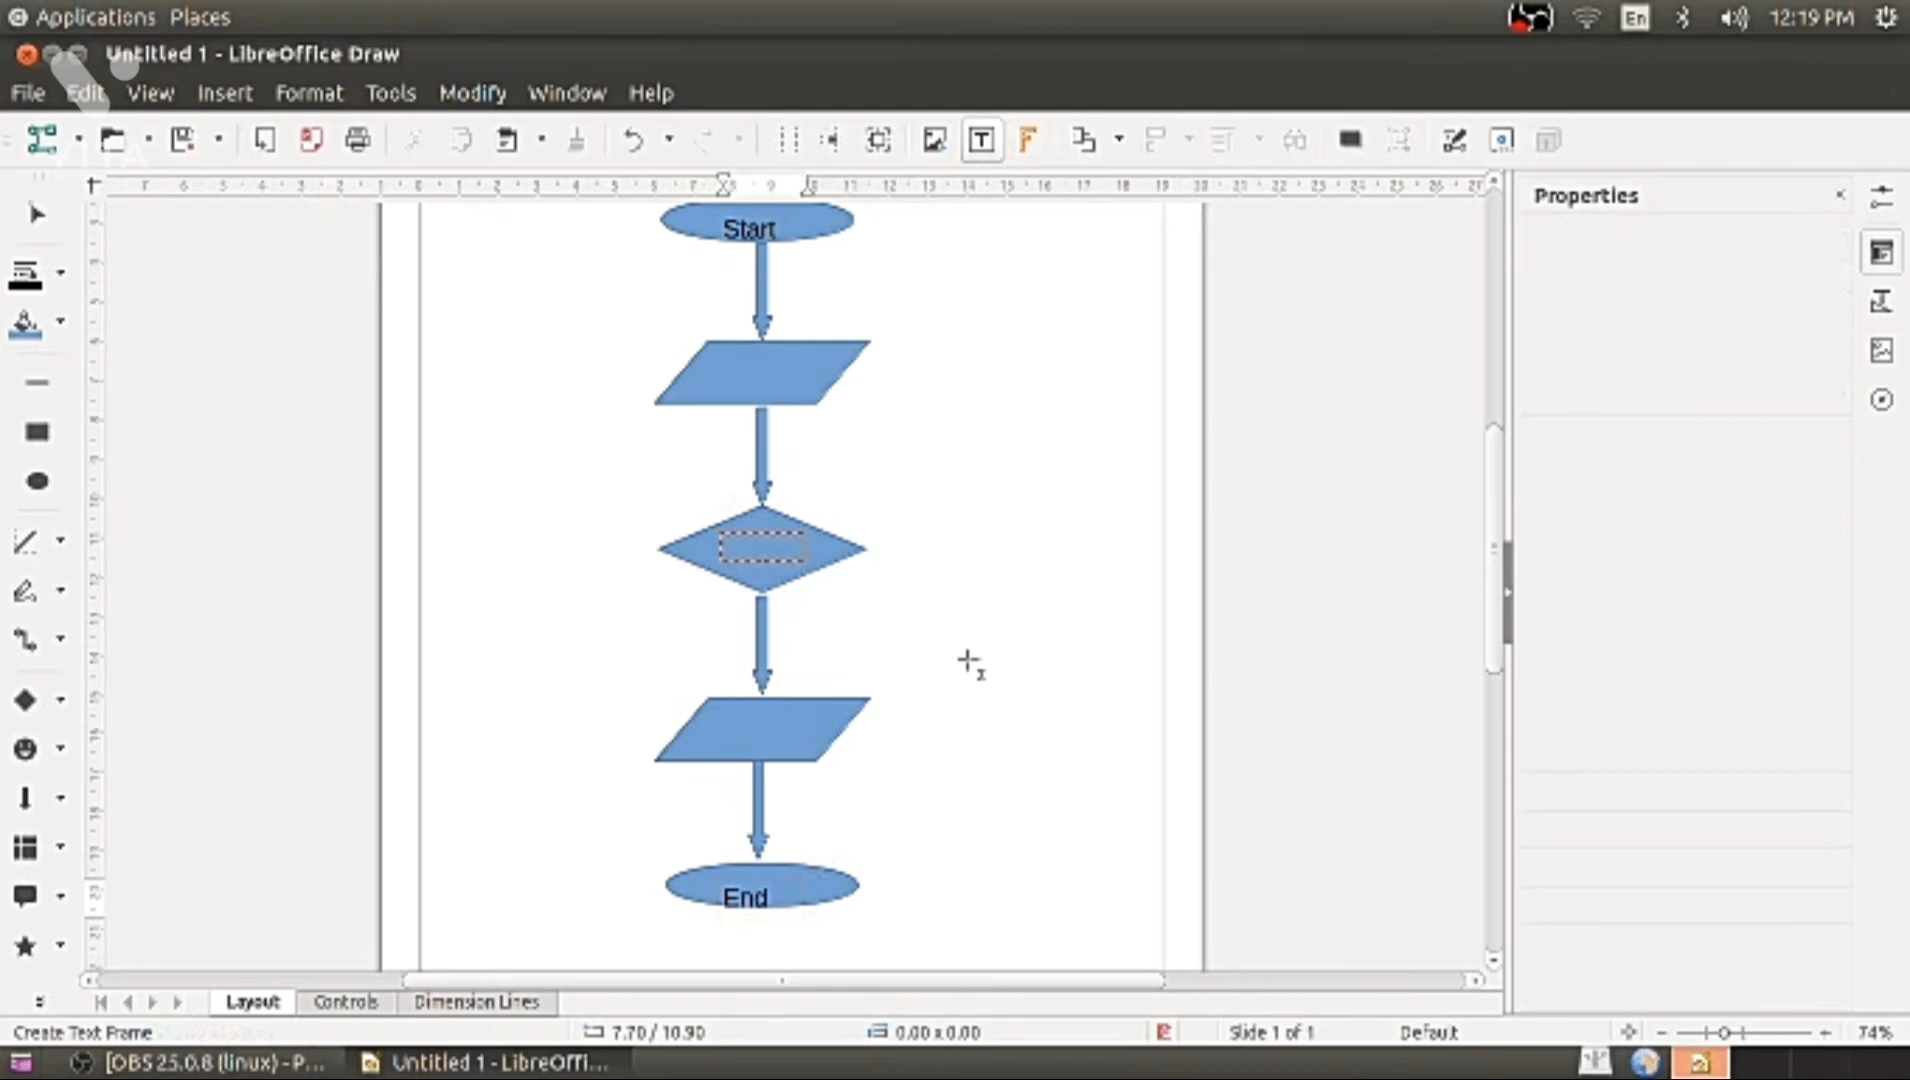 Applications Places
En 12:19 PM
Untitled 1 - LibreOffice Draw
File Edit View Insert Format Tools Modify Window Help
VITA
Properties
Start
End
Layout Controls Dimension Lines
Create Text Frame 7.70 / 10.90 0.00 x 0.00 Slide 1 of 1 Default 74%
[OBS 25.0.8 (linux) - P... Untitled 1 - LibreOffi...